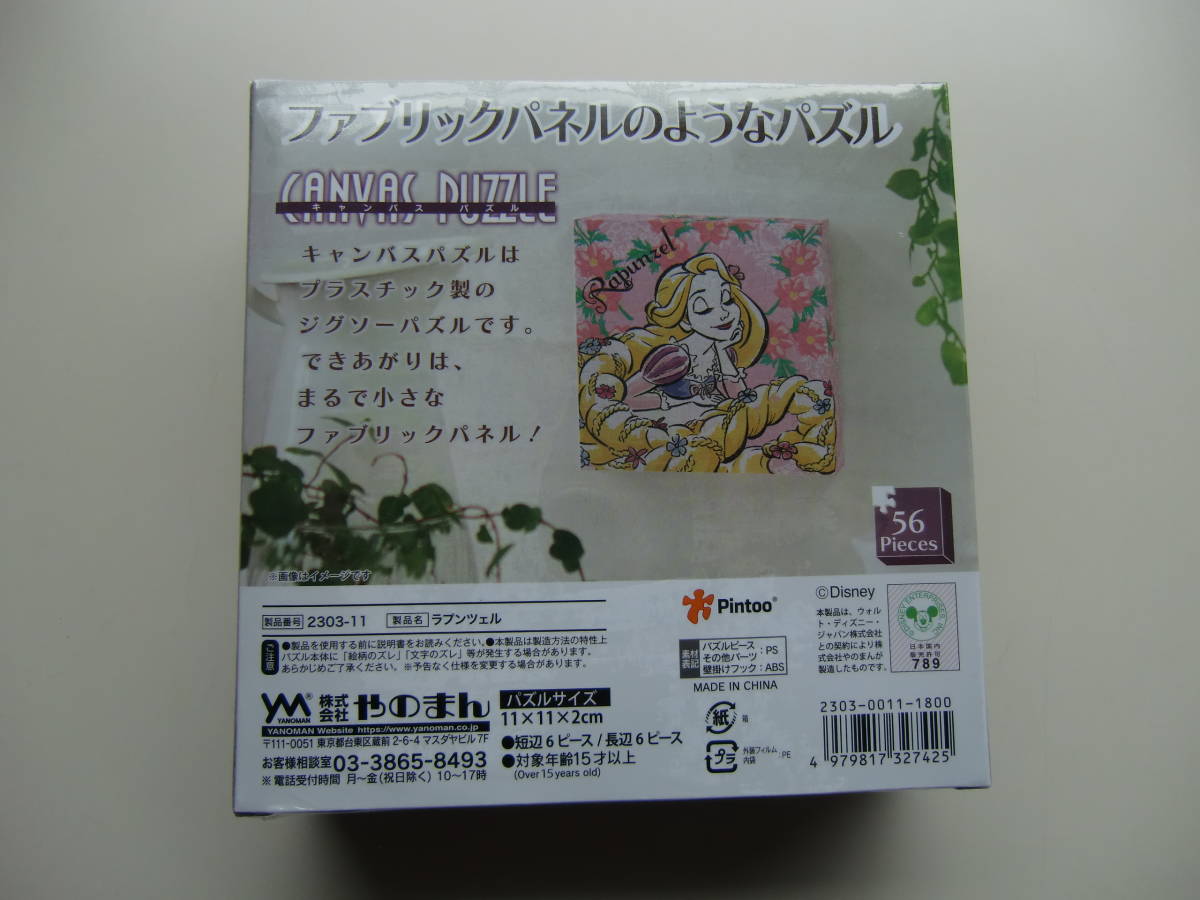 ファブリックパネルのようなパズル
CANVAS PUZZLE
キャンバス パズル
キャンバスパズルは
プラスチック製の
ジグソーパズルです。
できあがりは、
まるで小さな
ファブリックパネル!
Rapunzel
56
Pieces
※画像はイメージです
製品番号 2303-11 製品名 ラプンツェル
ご注意 ●製品を使用する前に説明書をお読みください。●本製品は製造方法の特性上
パズル本体に「絵柄のズレ」「文字のズレ」等が発生する場合があります。
あらかじめご了承ください。※予告なく仕様を変更する場合があります。
YM® YANOMAN 株式会社 やのまん
YANOMAN Website https://www.yanoman.co.jp
〒111-0051 東京都台東区蔵前2-6-4 マスダヤビル7F
お客様相談室 03-3865-8493
※電話受付時間 月~金(祝日除く) 10~17時
パズルサイズ
11×11×2cm
●短辺6ピース/長辺6ピース
●対象年齢15才以上
(Over 15 years old)
Pintoo®
素材表記 パズルピース:PS
その他パーツ:PS
壁掛けフック:ABS
MADE IN CHINA
紙 箱
プラ 外装フィルム・内袋 :PE
©Disney
本製品は、ウォル
ト・ディズニー・
ジャパン株式会社
との契約により株
式会社やのまんが
製造したものです。
©DISNEY ENTERPRISES, INC.
日本国内
販売許可
789
2303-0011-1800
4 979817 327425